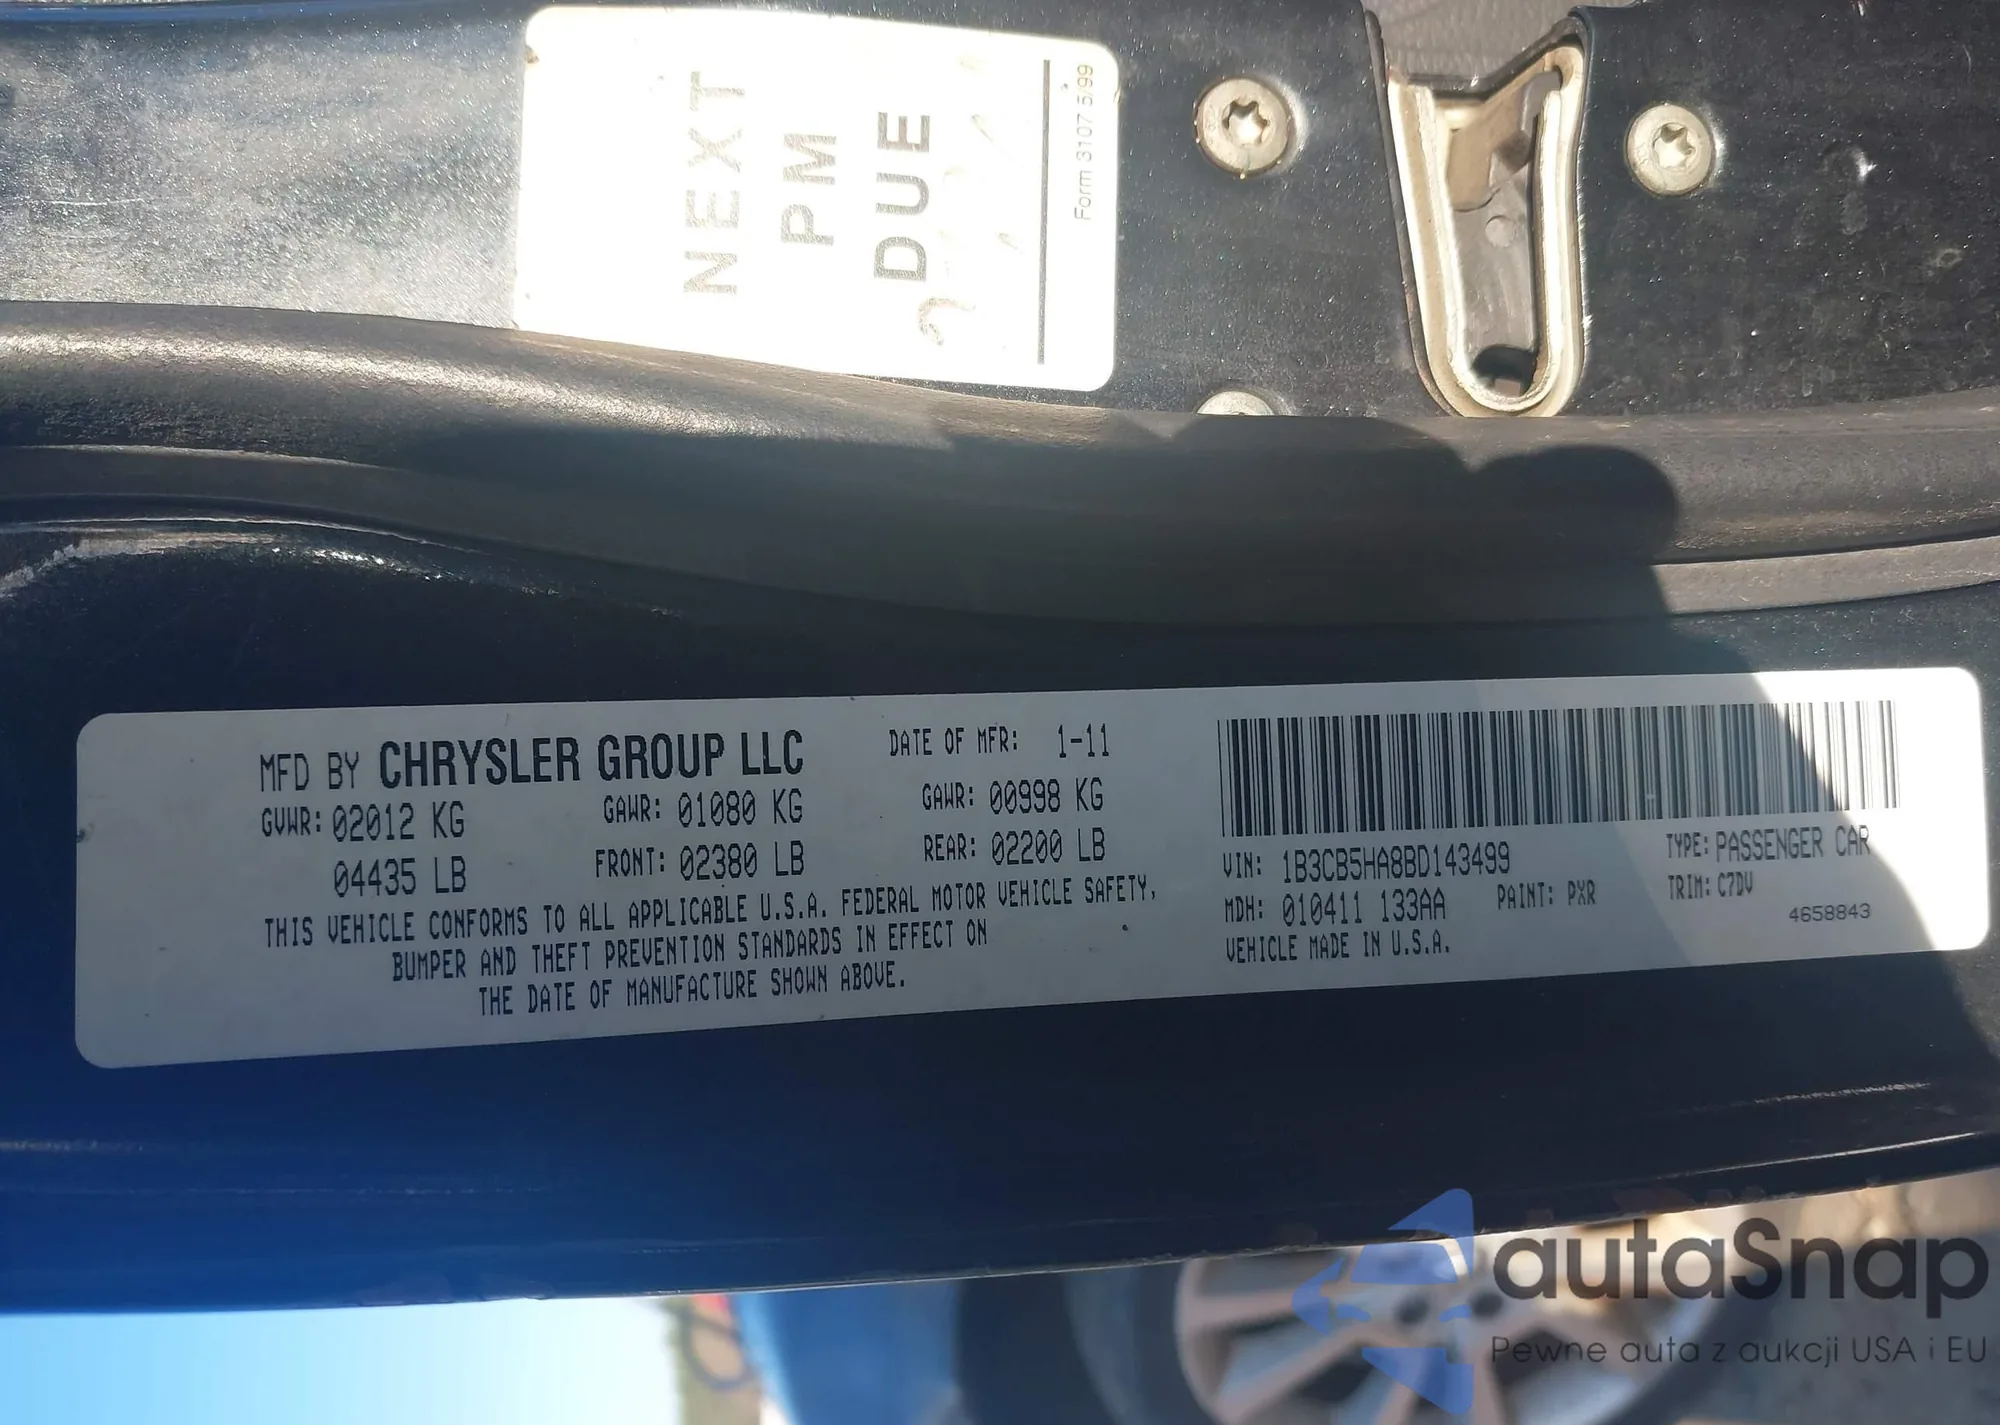 NEXT
PM
DUE
Form 3107 5/99
MFD BY CHRYSLER GROUP LLC
DATE OF MFR: 1-11
GVWR: 02012 KG
GAWR: 01080 KG
GAWR: 00998 KG
04435 LB
FRONT: 02380 LB
REAR: 02200 LB
THIS VEHICLE CONFORMS TO ALL APPLICABLE U.S.A. FEDERAL MOTOR VEHICLE SAFETY,
BUMPER AND THEFT PREVENTION STANDARDS IN EFFECT ON
THE DATE OF MANUFACTURE SHOWN ABOVE.
VIN: 1B3CB5HA8BD143499
TYPE: PASSENGER CAR
MDH: 010411 133AA
PAINT: PXR
TRIM: C7DV
VEHICLE MADE IN U.S.A.
4658843
autaSnap
Pewne auta z aukcji USA i EU